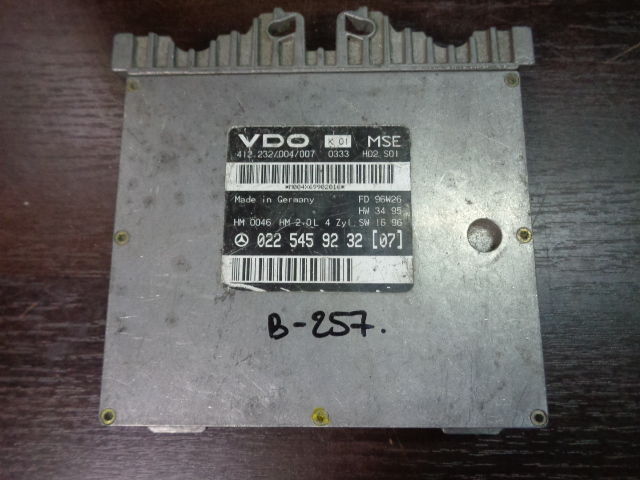 VDO K 01 MSE
412.232/004/007 0333 H02 S01
*M004X69902016*
Made in Germany FD 96W26
HW 34 95
HM 0046 HM 2.0L 4 Zyl. SW 16 96
022 545 92 32 [07]
B-257.